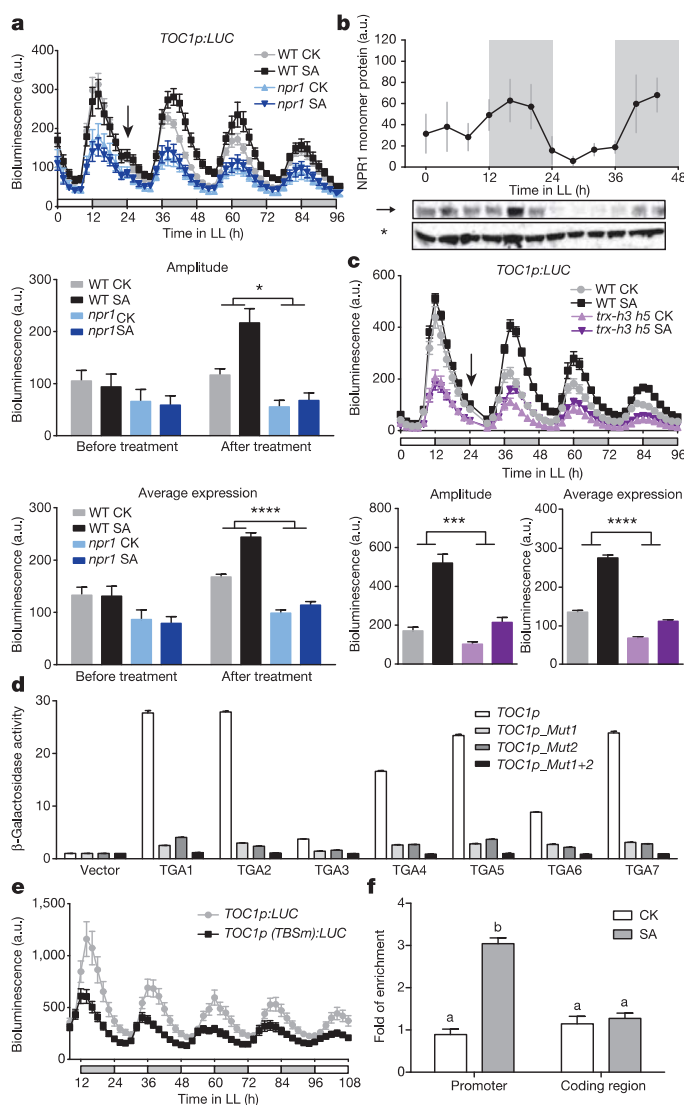 a
TOC1p:LUC
WT CK
WT SA
npr1 CK
npr1 SA
Bioluminescence (a.u.)
400
300
200
100
0
0 12 24 36 48 60 72 84 96
Time in LL (h)
b
NPR1 monomer protein (a.u.)
120
100
80
60
40
20
0
0 12 24 36 48
Time in LL (h)
*
Amplitude
WT CK
WT SA
npr1 CK
npr1SA
*
Bioluminescence (a.u.)
300
200
100
0
Before treatment After treatment
c
TOC1p:LUC
WT CK
WT SA
trx-h3 h5 CK
trx-h3 h5 SA
Bioluminescence (a.u.)
600
400
200
0
0 12 24 36 48 60 72 84 96
Time in LL (h)
Average expression
WT CK
WT SA
npr1 CK
npr1 SA
****
Bioluminescence (a.u.)
300
200
100
0
Before treatment After treatment
Amplitude
***
Bioluminescence (a.u.)
800
600
400
200
0
Average expression
****
Bioluminescence (a.u.)
400
300
200
100
0
d
TOC1p
TOC1p_Mut1
TOC1p_Mut2
TOC1p_Mut1+2
β-Galactosidase activity
30
20
10
0
Vector TGA1 TGA2 TGA3 TGA4 TGA5 TGA6 TGA7
e
TOC1p:LUC
TOC1p (TBSm):LUC
Bioluminescence (a.u.)
1,500
1,000
500
0
12 24 36 48 60 72 84 96 108
Time in LL (h)
f
CK
SA
Fold of enrichment
4
3
2
1
0
a b a a
Promoter Coding region